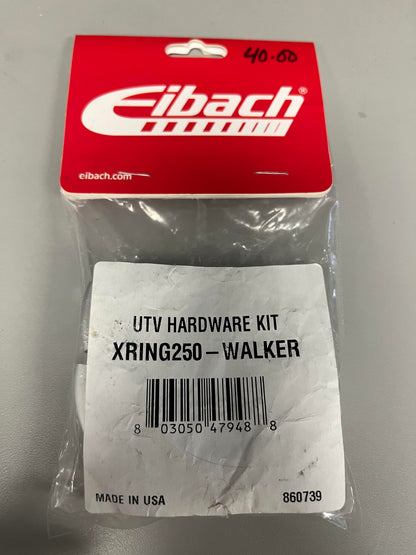 40.00
Eibach®
eibach.com
UTV HARDWARE KIT
XRING250 – WALKER
8 03050 47948 8
MADE IN USA 860739